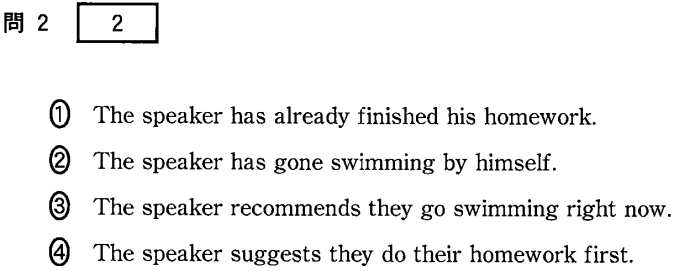 問 2 2
① The speaker has already finished his homework.
② The speaker has gone swimming by himself.
③ The speaker recommends they go swimming right now.
④ The speaker suggests they do their homework first.